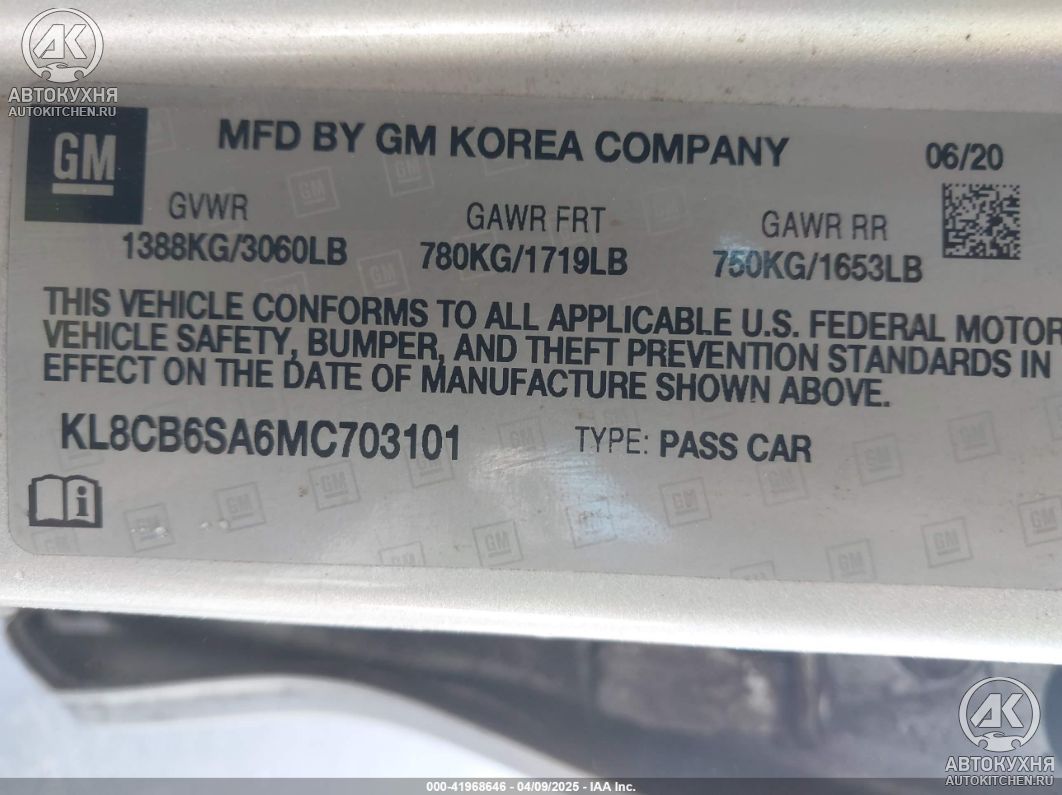 АВТОКУХНЯ
AUTOKITCHEN.RU
GM
MFD BY GM KOREA COMPANY
06/20
GVWR
GAWR FRT
GAWR RR
1388KG/3060LB
780KG/1719LB
750KG/1653LB
THIS VEHICLE CONFORMS TO ALL APPLICABLE U.S. FEDERAL MOTOR
VEHICLE SAFETY, BUMPER, AND THEFT PREVENTION STANDARDS IN
EFFECT ON THE DATE OF MANUFACTURE SHOWN ABOVE.
KL8CB6SA6MC703101
TYPE: PASS CAR
АВТОКУХНЯ
AUTOKITCHEN.RU
000-41968646 - 04/09/2025 - IAA Inc.